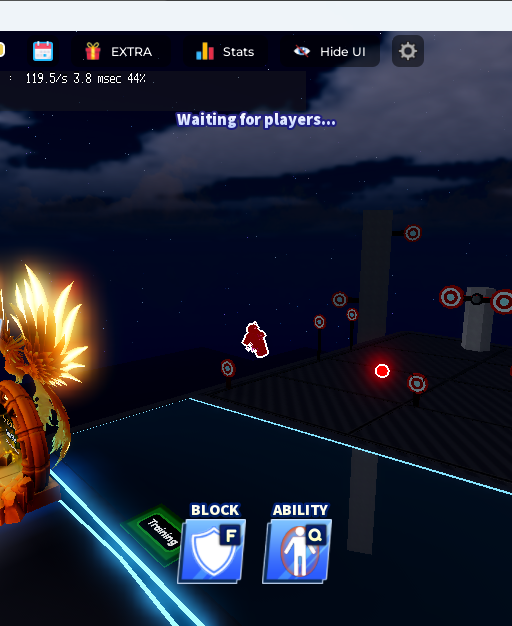 EXTRA
Stats
Hide UI
: 119.5/s 3.8 msec 44%
Waiting for players...
BLOCK
ABILITY
F
Q
Training